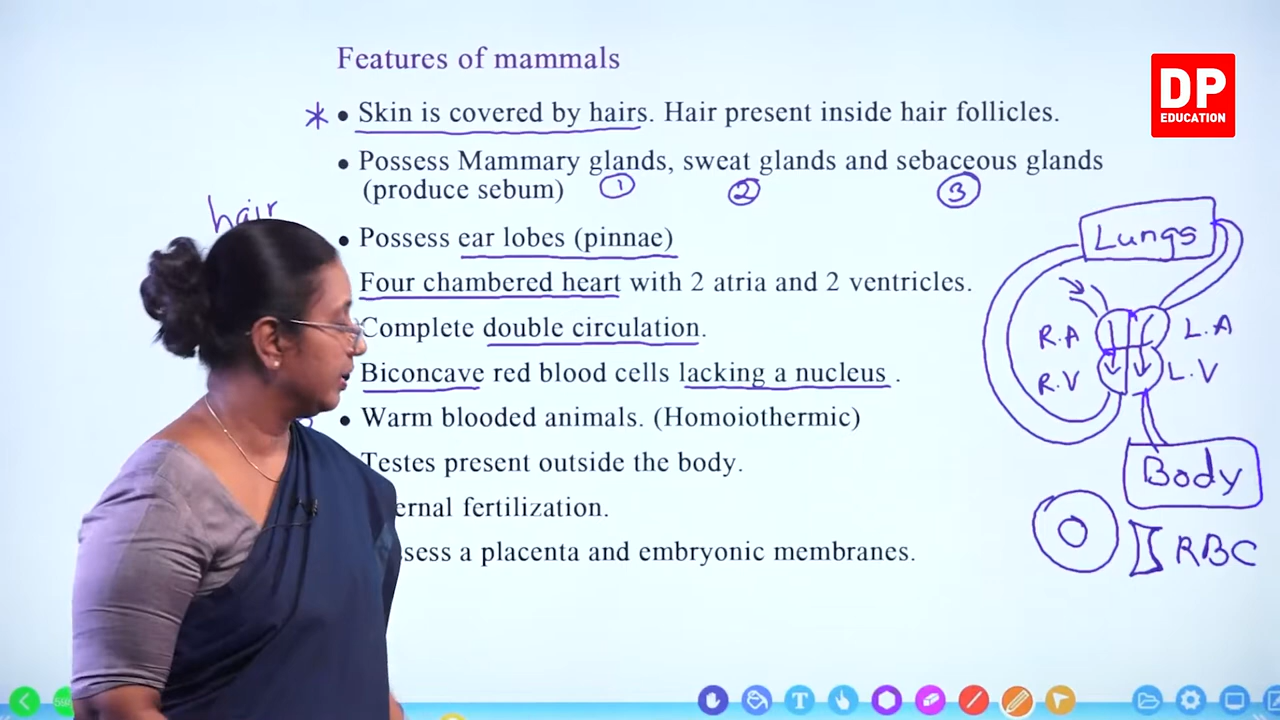 Features of mammals
* • Skin is covered by hairs. Hair present inside hair follicles.
• Possess Mammary glands, sweat glands and sebaceous glands
(produce sebum)
1 2 3
hair
• Possess ear lobes (pinnae)
Four chambered heart with 2 atria and 2 ventricles.
Complete double circulation.
Biconcave red blood cells lacking a nucleus .
• Warm blooded animals. (Homoiothermic)
Testes present outside the body.
ernal fertilization.
sess a placenta and embryonic membranes.
DP
EDUCATION
Lungs
R.A L.A
R.V L.V
Body
RBC
T